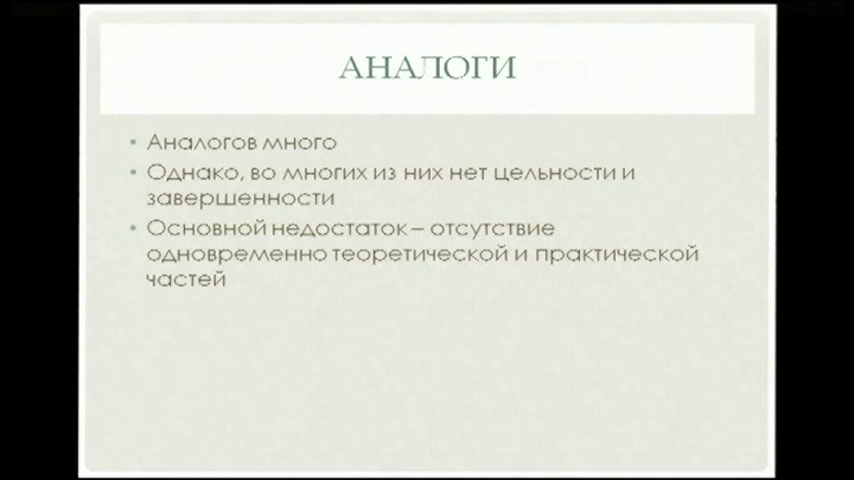 АНАЛОГИ
• Аналогов много
• Однако, во многих из них нет цельности и
завершенности
• Основной недостаток – отсутствие
одновременно теоретической и практической
частей